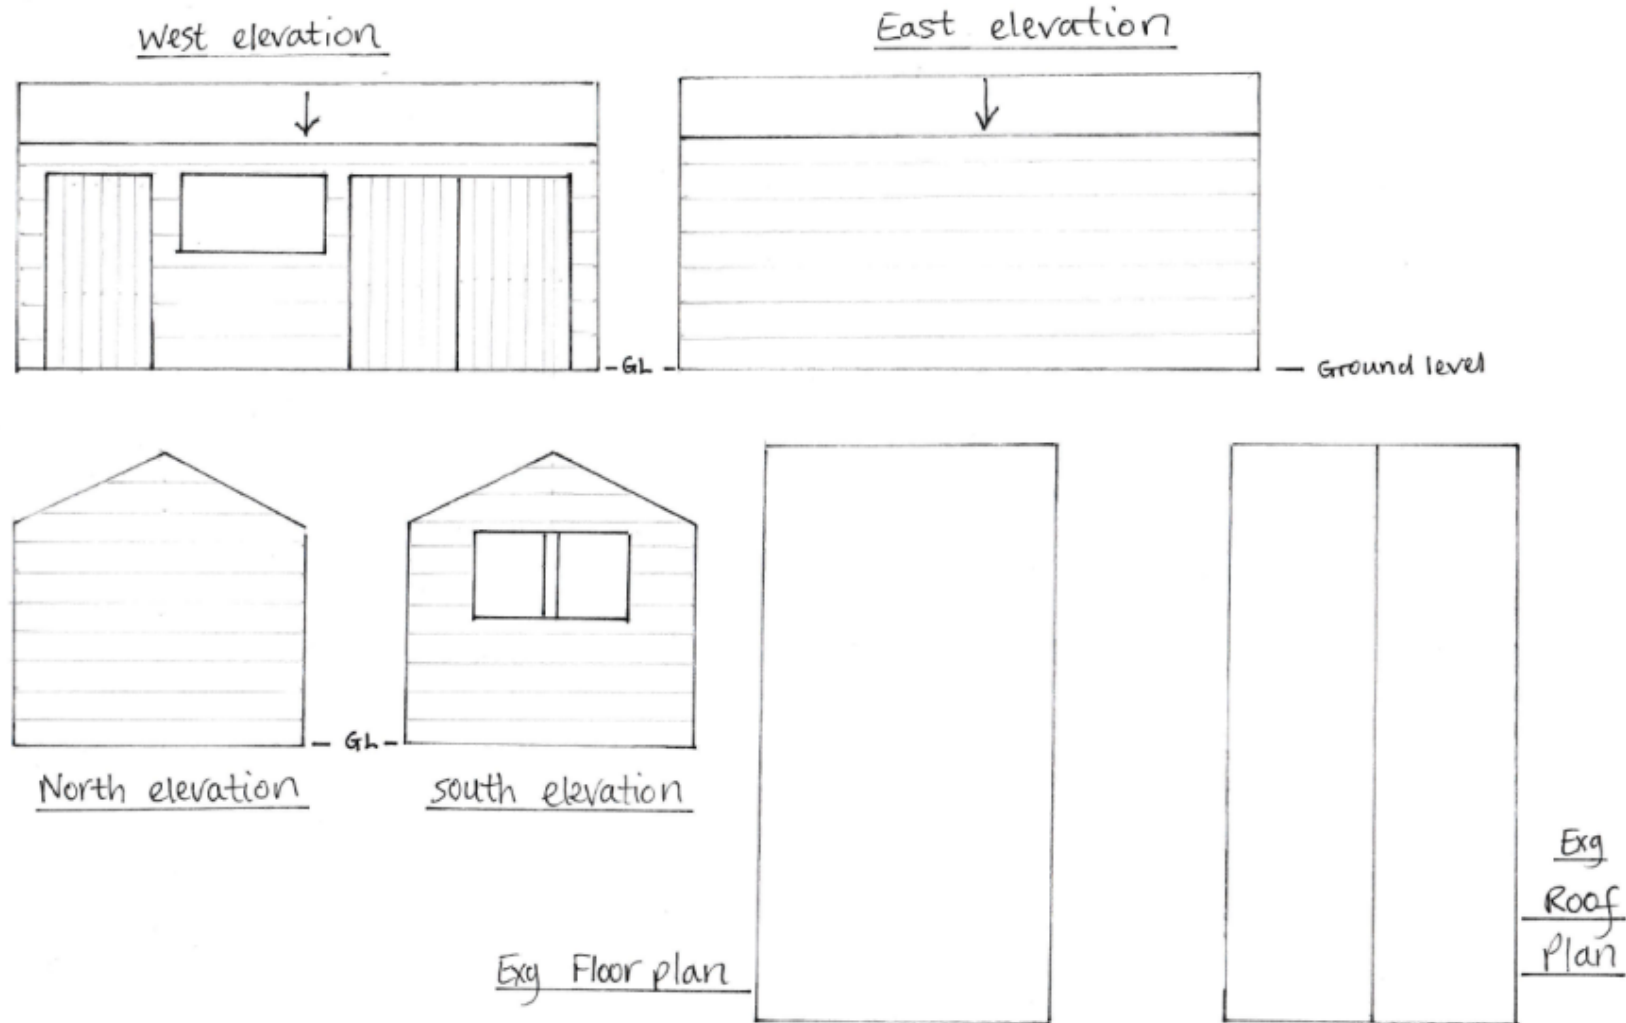 West elevation
East elevation
GL
Ground level
GL
North elevation
south elevation
Exg
Roof
Plan
Exg Floor plan